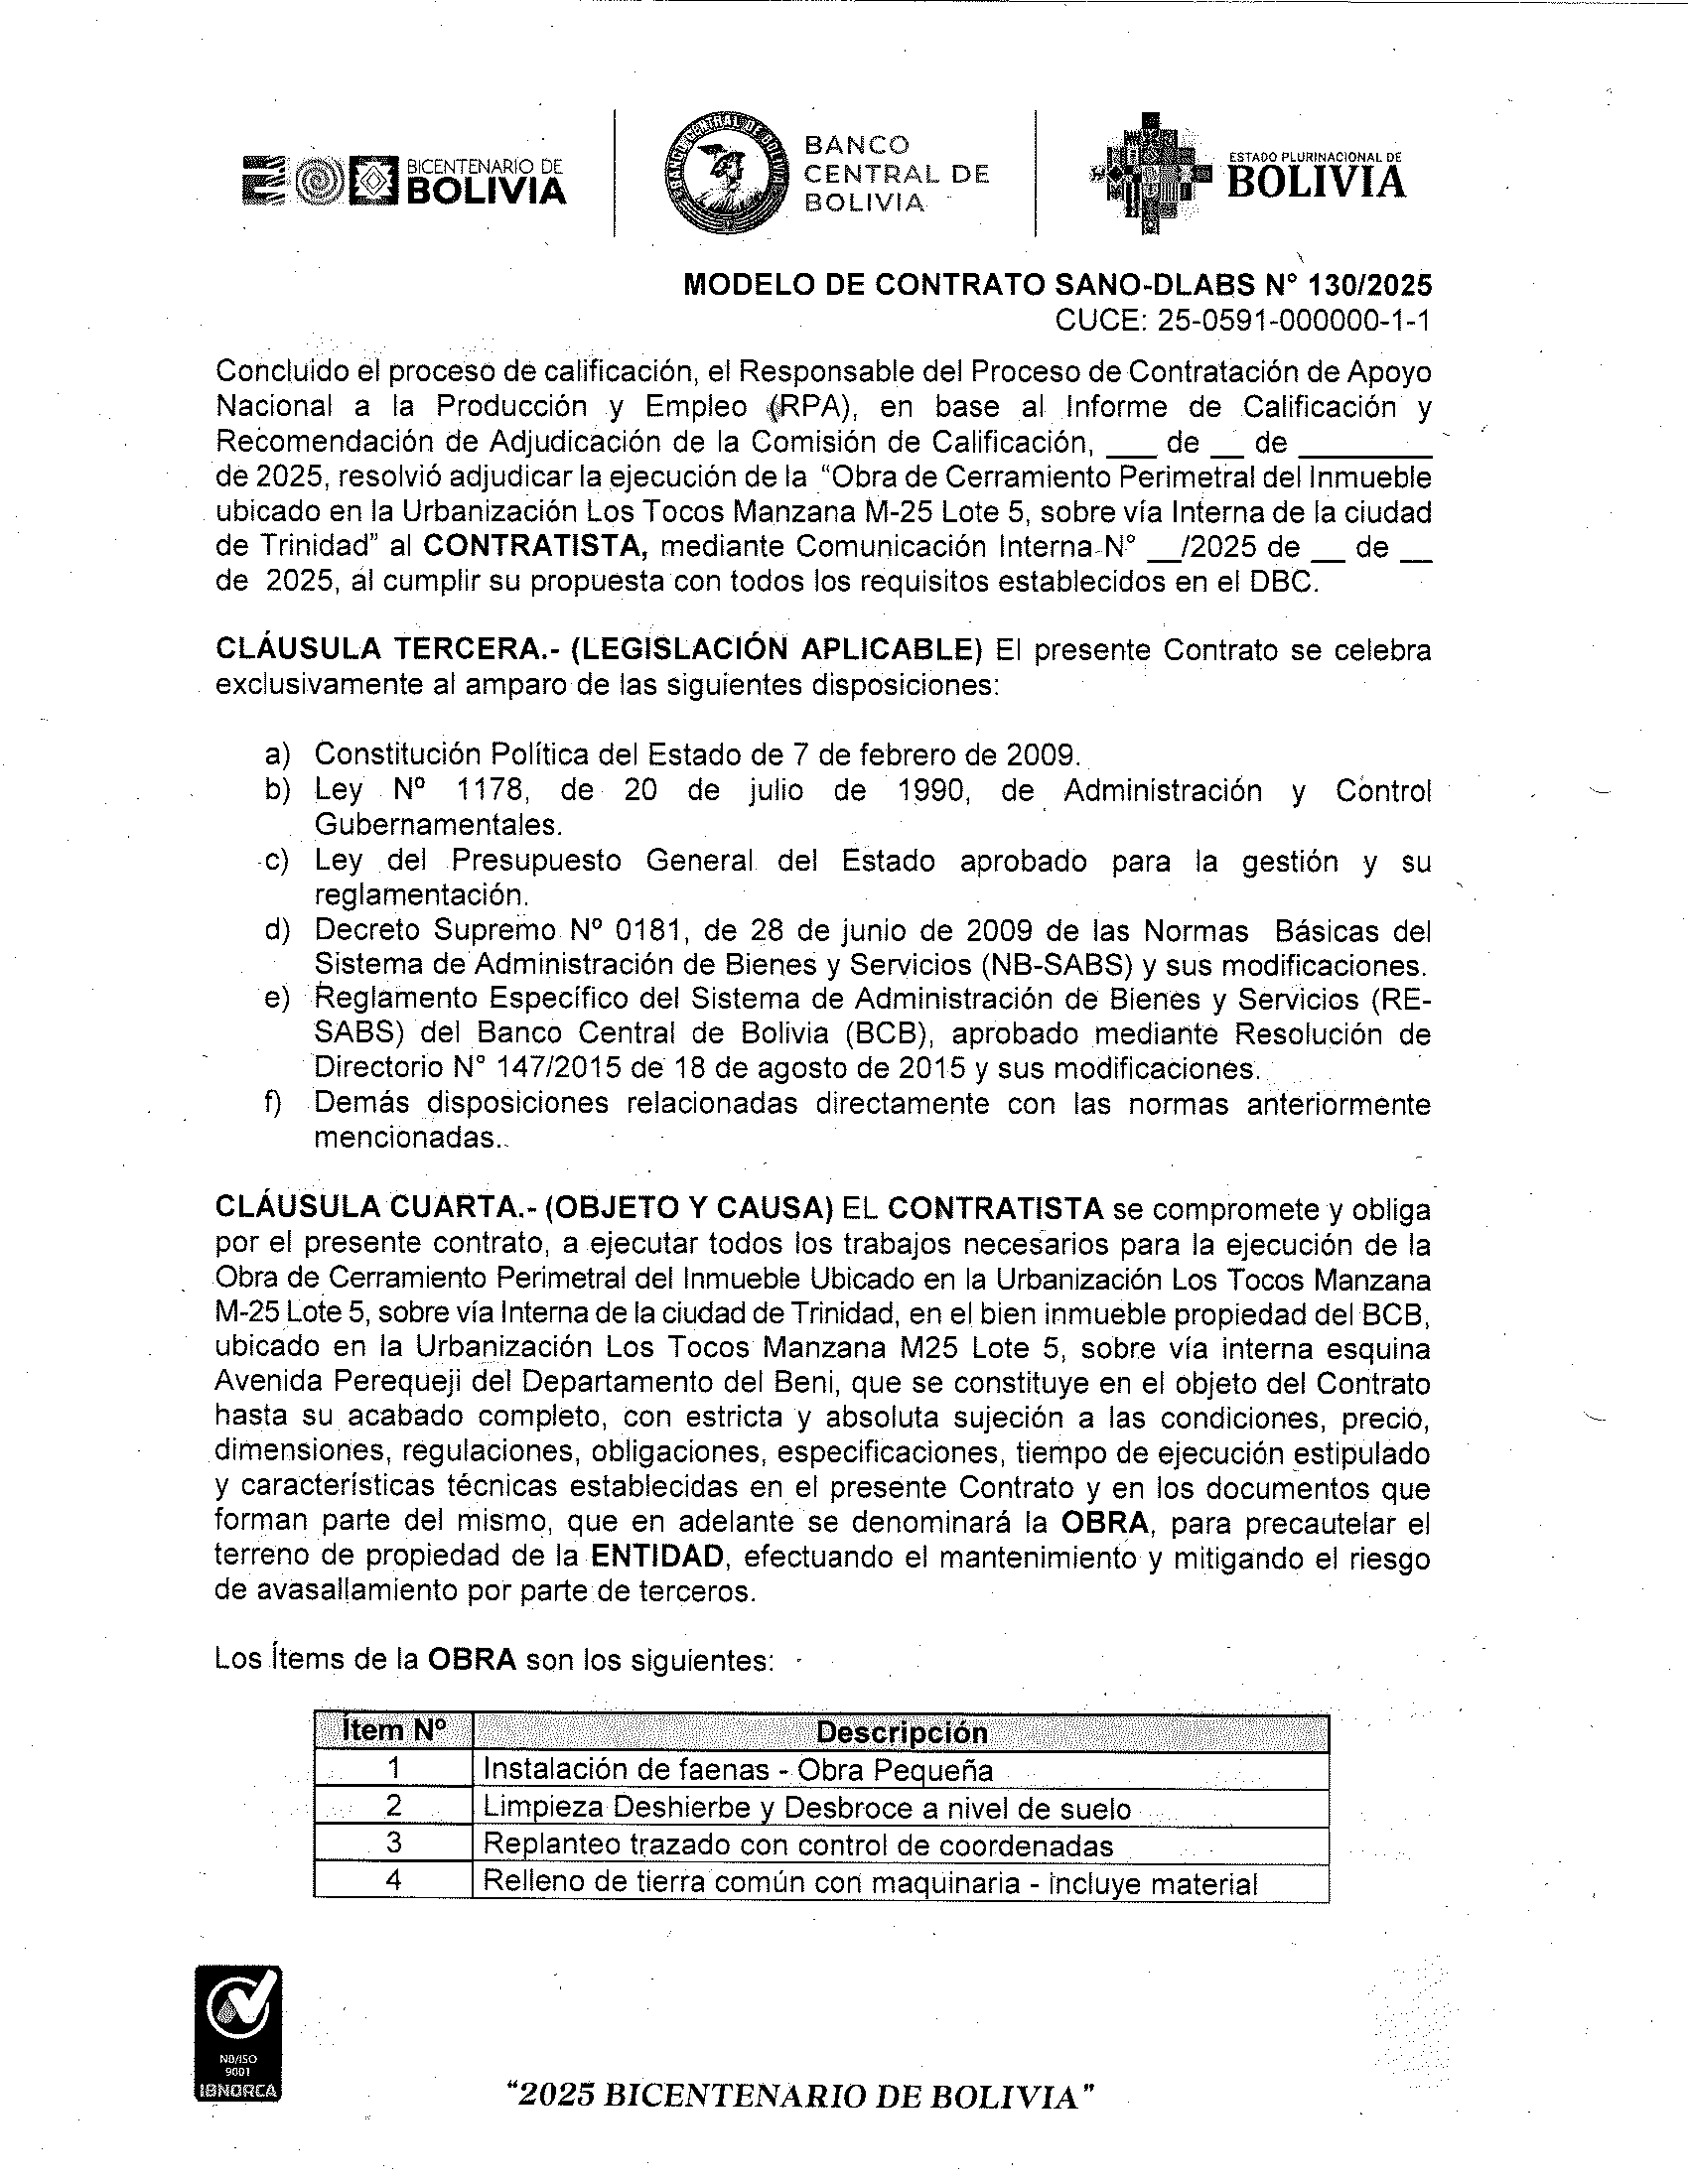 BICENTENARIO DE
BOLIVIA
BANCO CENTRAL DE BOLIVIA
BANCO
CENTRAL DE
BOLIVIA
ESTADO PLURINACIONAL DE
BOLIVIA
MODELO DE CONTRATO SANO-DLABS N° 130/2025
CUCE: 25-0591-000000-1-1
Concluido el proceso de calificación, el Responsable del Proceso de Contratación de Apoyo
Nacional a la Producción y Empleo (RPA), en base al Informe de Calificación y
Recomendación de Adjudicación de la Comisión de Calificación, ___ de __ de ________
de 2025, resolvió adjudicar la ejecución de la “Obra de Cerramiento Perimetral del Inmueble
ubicado en la Urbanización Los Tocos Manzana M-25 Lote 5, sobre vía Interna de la ciudad
de Trinidad” al CONTRATISTA, mediante Comunicación Interna N° __/2025 de __ de __
de 2025, al cumplir su propuesta con todos los requisitos establecidos en el DBC.
CLÁUSULA TERCERA.- (LEGISLACIÓN APLICABLE) El presente Contrato se celebra
exclusivamente al amparo de las siguientes disposiciones:
a) Constitución Política del Estado de 7 de febrero de 2009.
b) Ley Nº 1178, de 20 de julio de 1990, de Administración y Control
Gubernamentales.
c) Ley del Presupuesto General del Estado aprobado para la gestión y su
reglamentación.
d) Decreto Supremo Nº 0181, de 28 de junio de 2009 de las Normas Básicas del
Sistema de Administración de Bienes y Servicios (NB-SABS) y sus modificaciones.
e) Reglamento Específico del Sistema de Administración de Bienes y Servicios (RE-
SABS) del Banco Central de Bolivia (BCB), aprobado mediante Resolución de
Directorio N° 147/2015 de 18 de agosto de 2015 y sus modificaciones.
f) Demás disposiciones relacionadas directamente con las normas anteriormente
mencionadas.
CLÁUSULA CUARTA.- (OBJETO Y CAUSA) EL CONTRATISTA se compromete y obliga
por el presente contrato, a ejecutar todos los trabajos necesarios para la ejecución de la
Obra de Cerramiento Perimetral del Inmueble Ubicado en la Urbanización Los Tocos Manzana
M-25 Lote 5, sobre vía Interna de la ciudad de Trinidad, en el bien inmueble propiedad del BCB,
ubicado en la Urbanización Los Tocos Manzana M25 Lote 5, sobre vía interna esquina
Avenida Perequeji del Departamento del Beni, que se constituye en el objeto del Contrato
hasta su acabado completo, con estricta y absoluta sujeción a las condiciones, precio,
dimensiones, regulaciones, obligaciones, especificaciones, tiempo de ejecución estipulado
y características técnicas establecidas en el presente Contrato y en los documentos que
forman parte del mismo, que en adelante se denominará la OBRA, para precautelar el
terreno de propiedad de la ENTIDAD, efectuando el mantenimiento y mitigando el riesgo
de avasallamiento por parte de terceros.
Los Ítems de la OBRA son los siguientes:
Ítem Nº Descripción
1 Instalación de faenas - Obra Pequeña
2 Limpieza Deshierbe y Desbroce a nivel de suelo
3 Replanteo trazado con control de coordenadas
4 Relleno de tierra común con maquinaria - incluye material
NB/ISO
9001
IBNORCA
“2025 BICENTENARIO DE BOLIVIA”